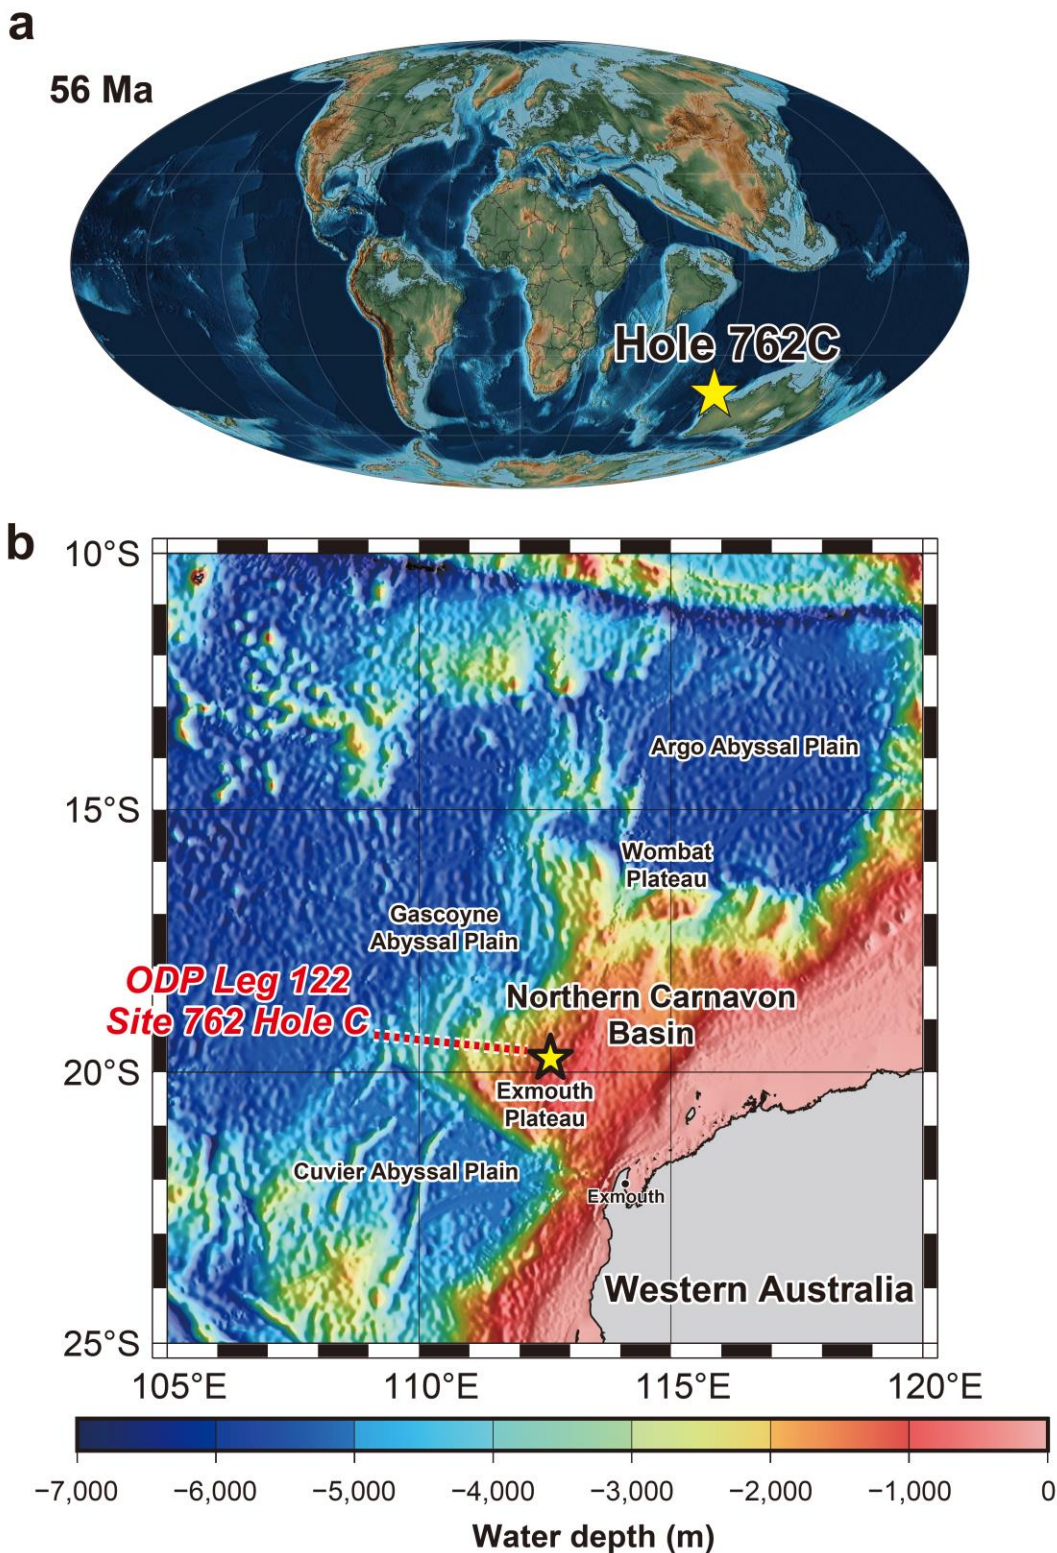 a
56 Ma
Hole 762C
b
10°S
15°S
20°S
25°S
Argo Abyssal Plain
Wombat
Plateau
Gascoyne
Abyssal Plain
ODP Leg 122
Site 762 Hole C
Northern Carnavon
Basin
Exmouth
Plateau
Cuvier Abyssal Plain
Exmouth
Western Australia
105°E
110°E
115°E
120°E
−7,000
−6,000
−5,000
−4,000
−3,000
−2,000
−1,000
0
Water depth (m)